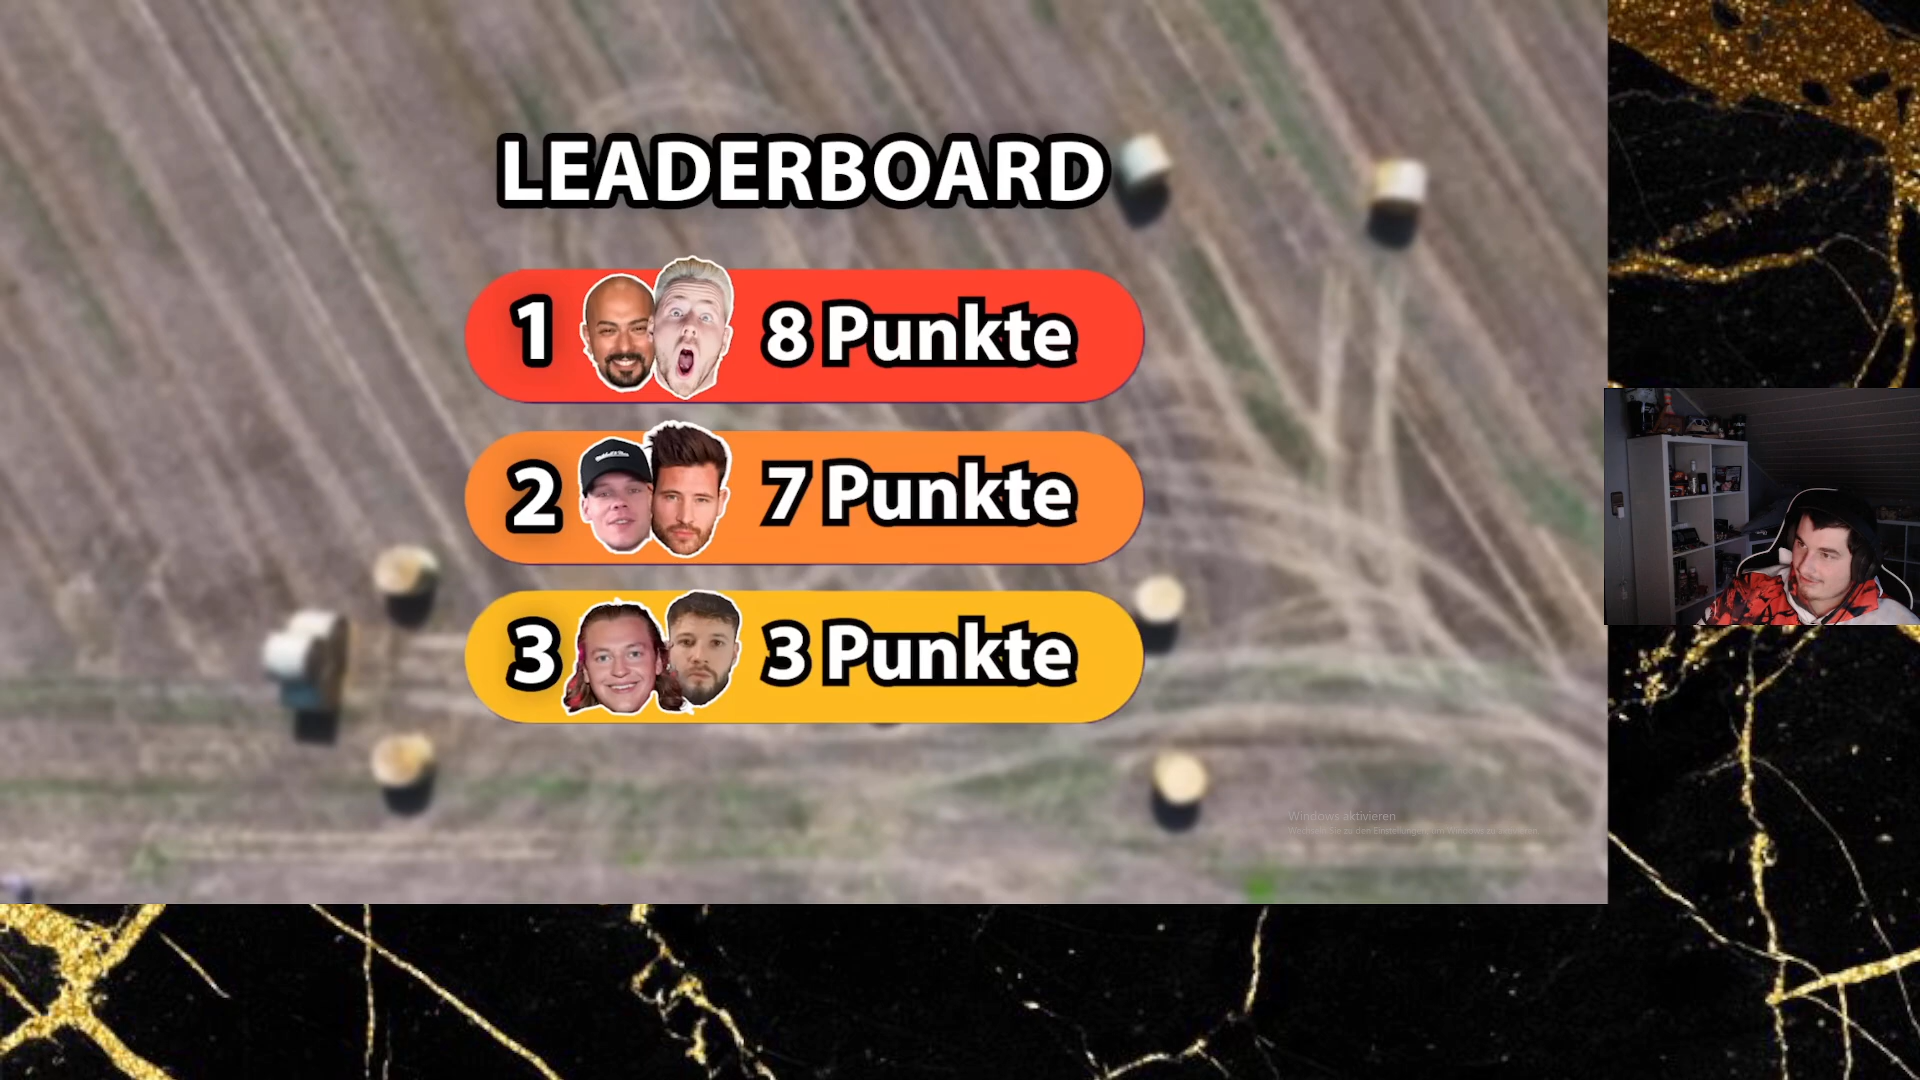 LEADERBOARD
1 8 Punkte
2 7 Punkte
3 3 Punkte
Windows aktivieren